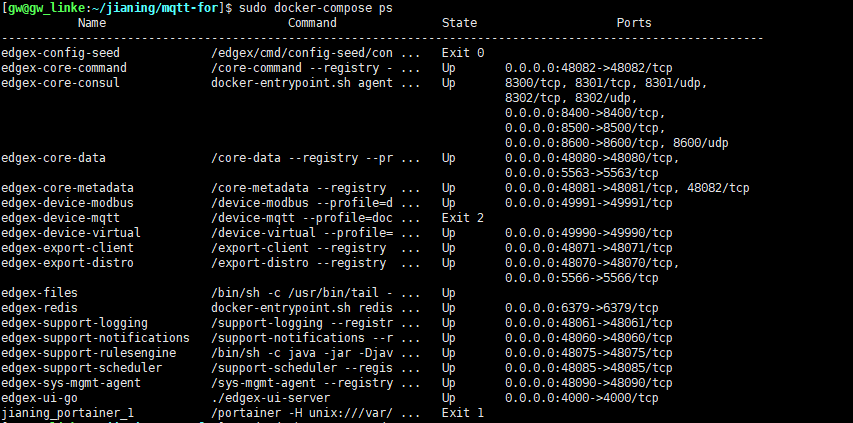 [gw@gw_linke:~/jianing/mqtt-for]$ sudo docker-compose ps
Name Command State Ports
------------------------------------------------------------------------------------------------------------
edgex-config-seed /edgex/cmd/config-seed/con ... Exit 0
edgex-core-command /core-command --registry - ... Up 0.0.0.0:48082->48082/tcp
edgex-core-consul docker-entrypoint.sh agent ... Up 8300/tcp, 8301/tcp, 8301/udp,
8302/tcp, 8302/udp,
0.0.0.0:8400->8400/tcp,
0.0.0.0:8500->8500/tcp,
0.0.0.0:8600->8600/tcp, 8600/udp
edgex-core-data /core-data --registry --pr ... Up 0.0.0.0:48080->48080/tcp,
0.0.0.0:5563->5563/tcp
edgex-core-metadata /core-metadata --registry ... Up 0.0.0.0:48081->48081/tcp, 48082/tcp
edgex-device-modbus /device-modbus --profile=d ... Up 0.0.0.0:49991->49991/tcp
edgex-device-mqtt /device-mqtt --profile=doc ... Exit 2
edgex-device-virtual /device-virtual --profile= ... Up 0.0.0.0:49990->49990/tcp
edgex-export-client /export-client --registry ... Up 0.0.0.0:48071->48071/tcp
edgex-export-distro /export-distro --registry ... Up 0.0.0.0:48070->48070/tcp,
0.0.0.0:5566->5566/tcp
edgex-files /bin/sh -c /usr/bin/tail - ... Up
edgex-redis docker-entrypoint.sh redis ... Up 0.0.0.0:6379->6379/tcp
edgex-support-logging /support-logging --registr ... Up 0.0.0.0:48061->48061/tcp
edgex-support-notifications /support-notifications --r ... Up 0.0.0.0:48060->48060/tcp
edgex-support-rulesengine /bin/sh -c java -jar -Djav ... Up 0.0.0.0:48075->48075/tcp
edgex-support-scheduler /support-scheduler --regis ... Up 0.0.0.0:48085->48085/tcp
edgex-sys-mgmt-agent /sys-mgmt-agent --registry ... Up 0.0.0.0:48090->48090/tcp
edgex-ui-go ./edgex-ui-server Up 0.0.0.0:4000->4000/tcp
jianing_portainer_1 /portainer -H unix:///var/ ... Exit 1